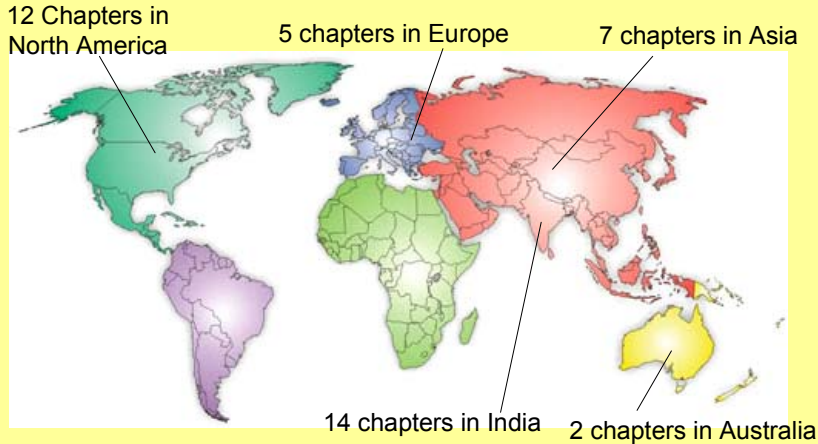 12 Chapters in
North America
5 chapters in Europe
7 chapters in Asia
14 chapters in India
2 chapters in Australia